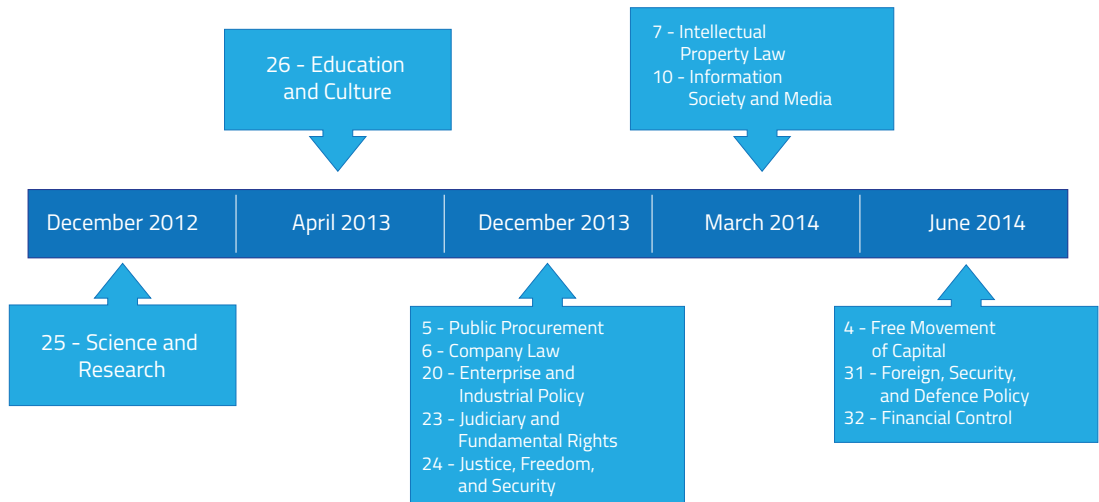 26 - Education
and Culture
7 - Intellectual
Property Law
10 - Information
Society and Media
December 2012
April 2013
December 2013
March 2014
June 2014
25 - Science and
Research
5 - Public Procurement
6 - Company Law
20 - Enterprise and
Industrial Policy
23 - Judiciary and
Fundamental Rights
24 - Justice, Freedom,
and Security
4 - Free Movement
of Capital
31 - Foreign, Security,
and Defence Policy
32 - Financial Control